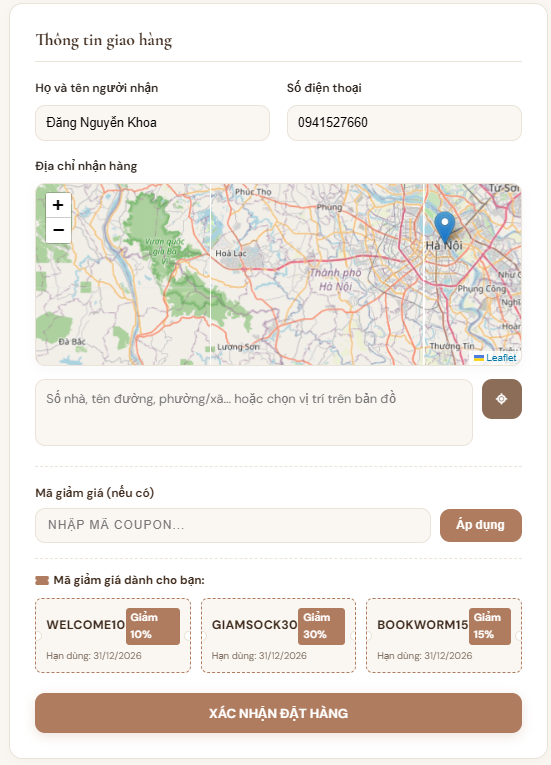 Thông tin giao hàng
Họ và tên người nhận
Số điện thoại
Đăng Nguyễn Khoa
0941527660
Địa chỉ nhận hàng
+
−
Phúc Thọ
Phùng
Từ Sơn
Vườn quốc
gia Ba
Vì
Hòa Lạc
Thành phố
Hà Nội
Hà Nội
Như Q
Phụng Công
Nghĩ
Hoàn
Đà Bắc
Lương Sơn
Thường Tín
Leaflet
Số nhà, tên đường, phường/xã... hoặc chọn vị trí trên bản đồ
Mã giảm giá (nếu có)
NHẬP MÃ COUPON...
Áp dụng
Mã giảm giá dành cho bạn:
WELCOME10
Giảm
10%
Hạn dùng: 31/12/2026
GIAMSOCK30
Giảm
30%
Hạn dùng: 31/12/2026
BOOKWORM15
Giảm
15%
Hạn dùng: 31/12/2026
XÁC NHẬN ĐẶT HÀNG